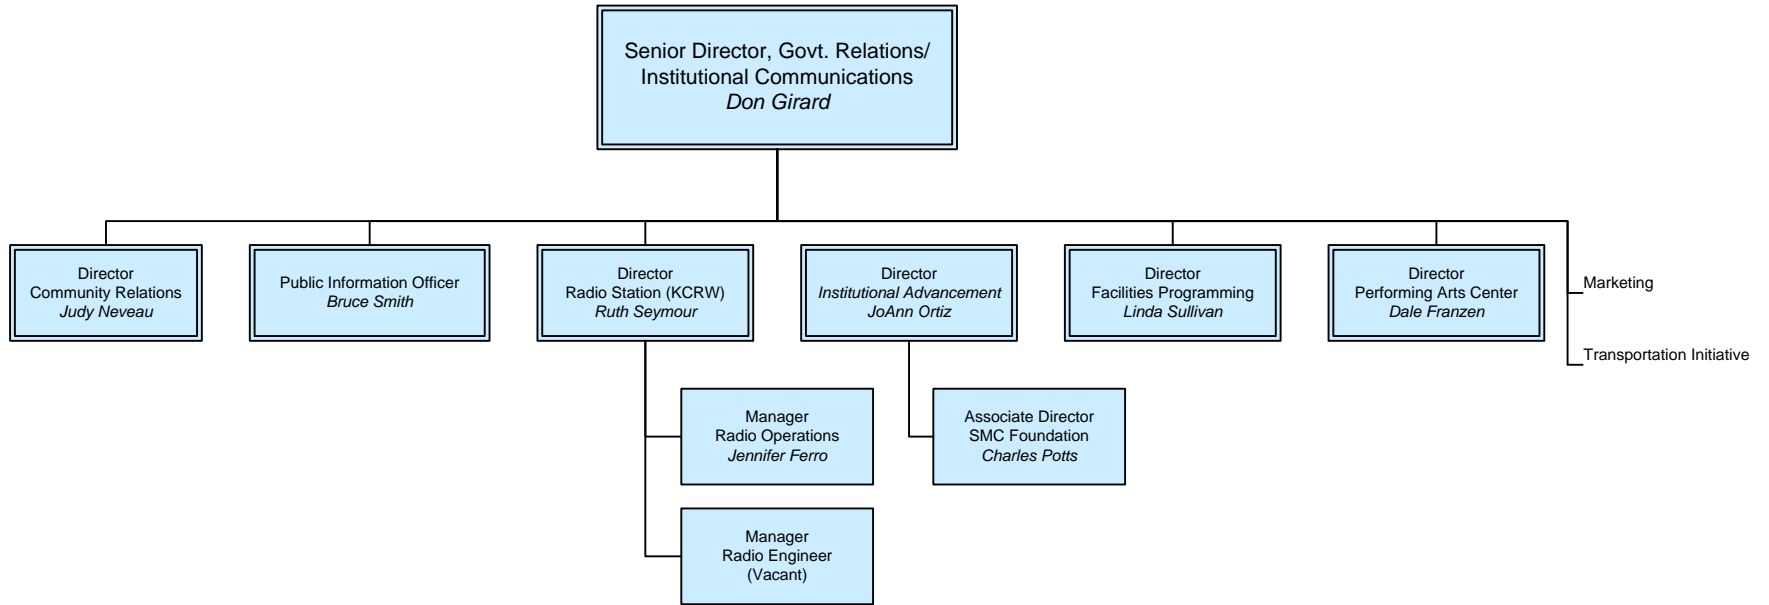 Senior Director, Govt. Relations/
Institutional Communications
Don Girard
Director
Community Relations
Judy Neveau
Public Information Officer
Bruce Smith
Director
Radio Station (KCRW)
Ruth Seymour
Director
Institutional Advancement
JoAnn Ortiz
Director
Facilities Programming
Linda Sullivan
Director
Performing Arts Center
Dale Franzen
Marketing
Transportation Initiative
Manager
Radio Operations
Jennifer Ferro
Associate Director
SMC Foundation
Charles Potts
Manager
Radio Engineer
(Vacant)